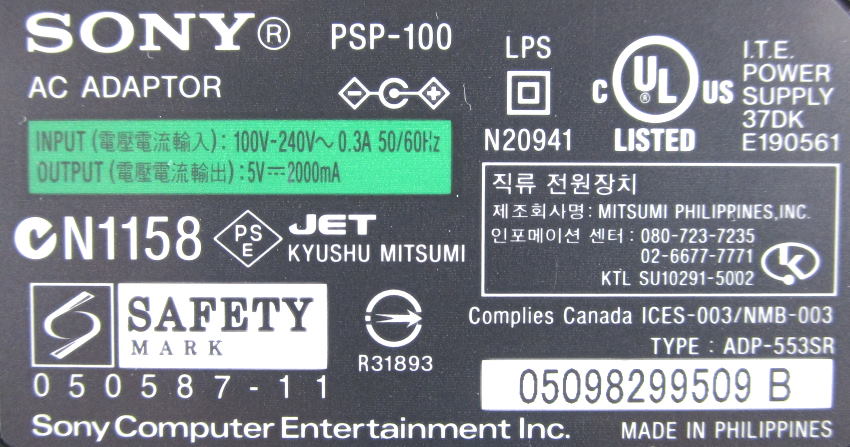 SONY® PSP-100
AC ADAPTOR
LPS
N20941
C UL® US
LISTED
I.T.E.
POWER
SUPPLY
37DK
E190561
INPUT (電壓電流輸入) : 100V-240V~ 0.3A 50/60Hz
OUTPUT (電壓電流輸出) : 5V⎓2000mA
직류 전원장치
제조회사명: MITSUMI PHILIPPINES,INC.
인포메이션 센터 : 080-723-7235
02-6677-7771
KTL SU10291-5002
N1158
PS
E
JET
KYUSHU MITSUMI
SAFETY
MARK
050587-11
R31893
Complies Canada ICES-003/NMB-003
TYPE : ADP-553SR
05098299509 B
Sony Computer Entertainment Inc.
MADE IN PHILIPPINES